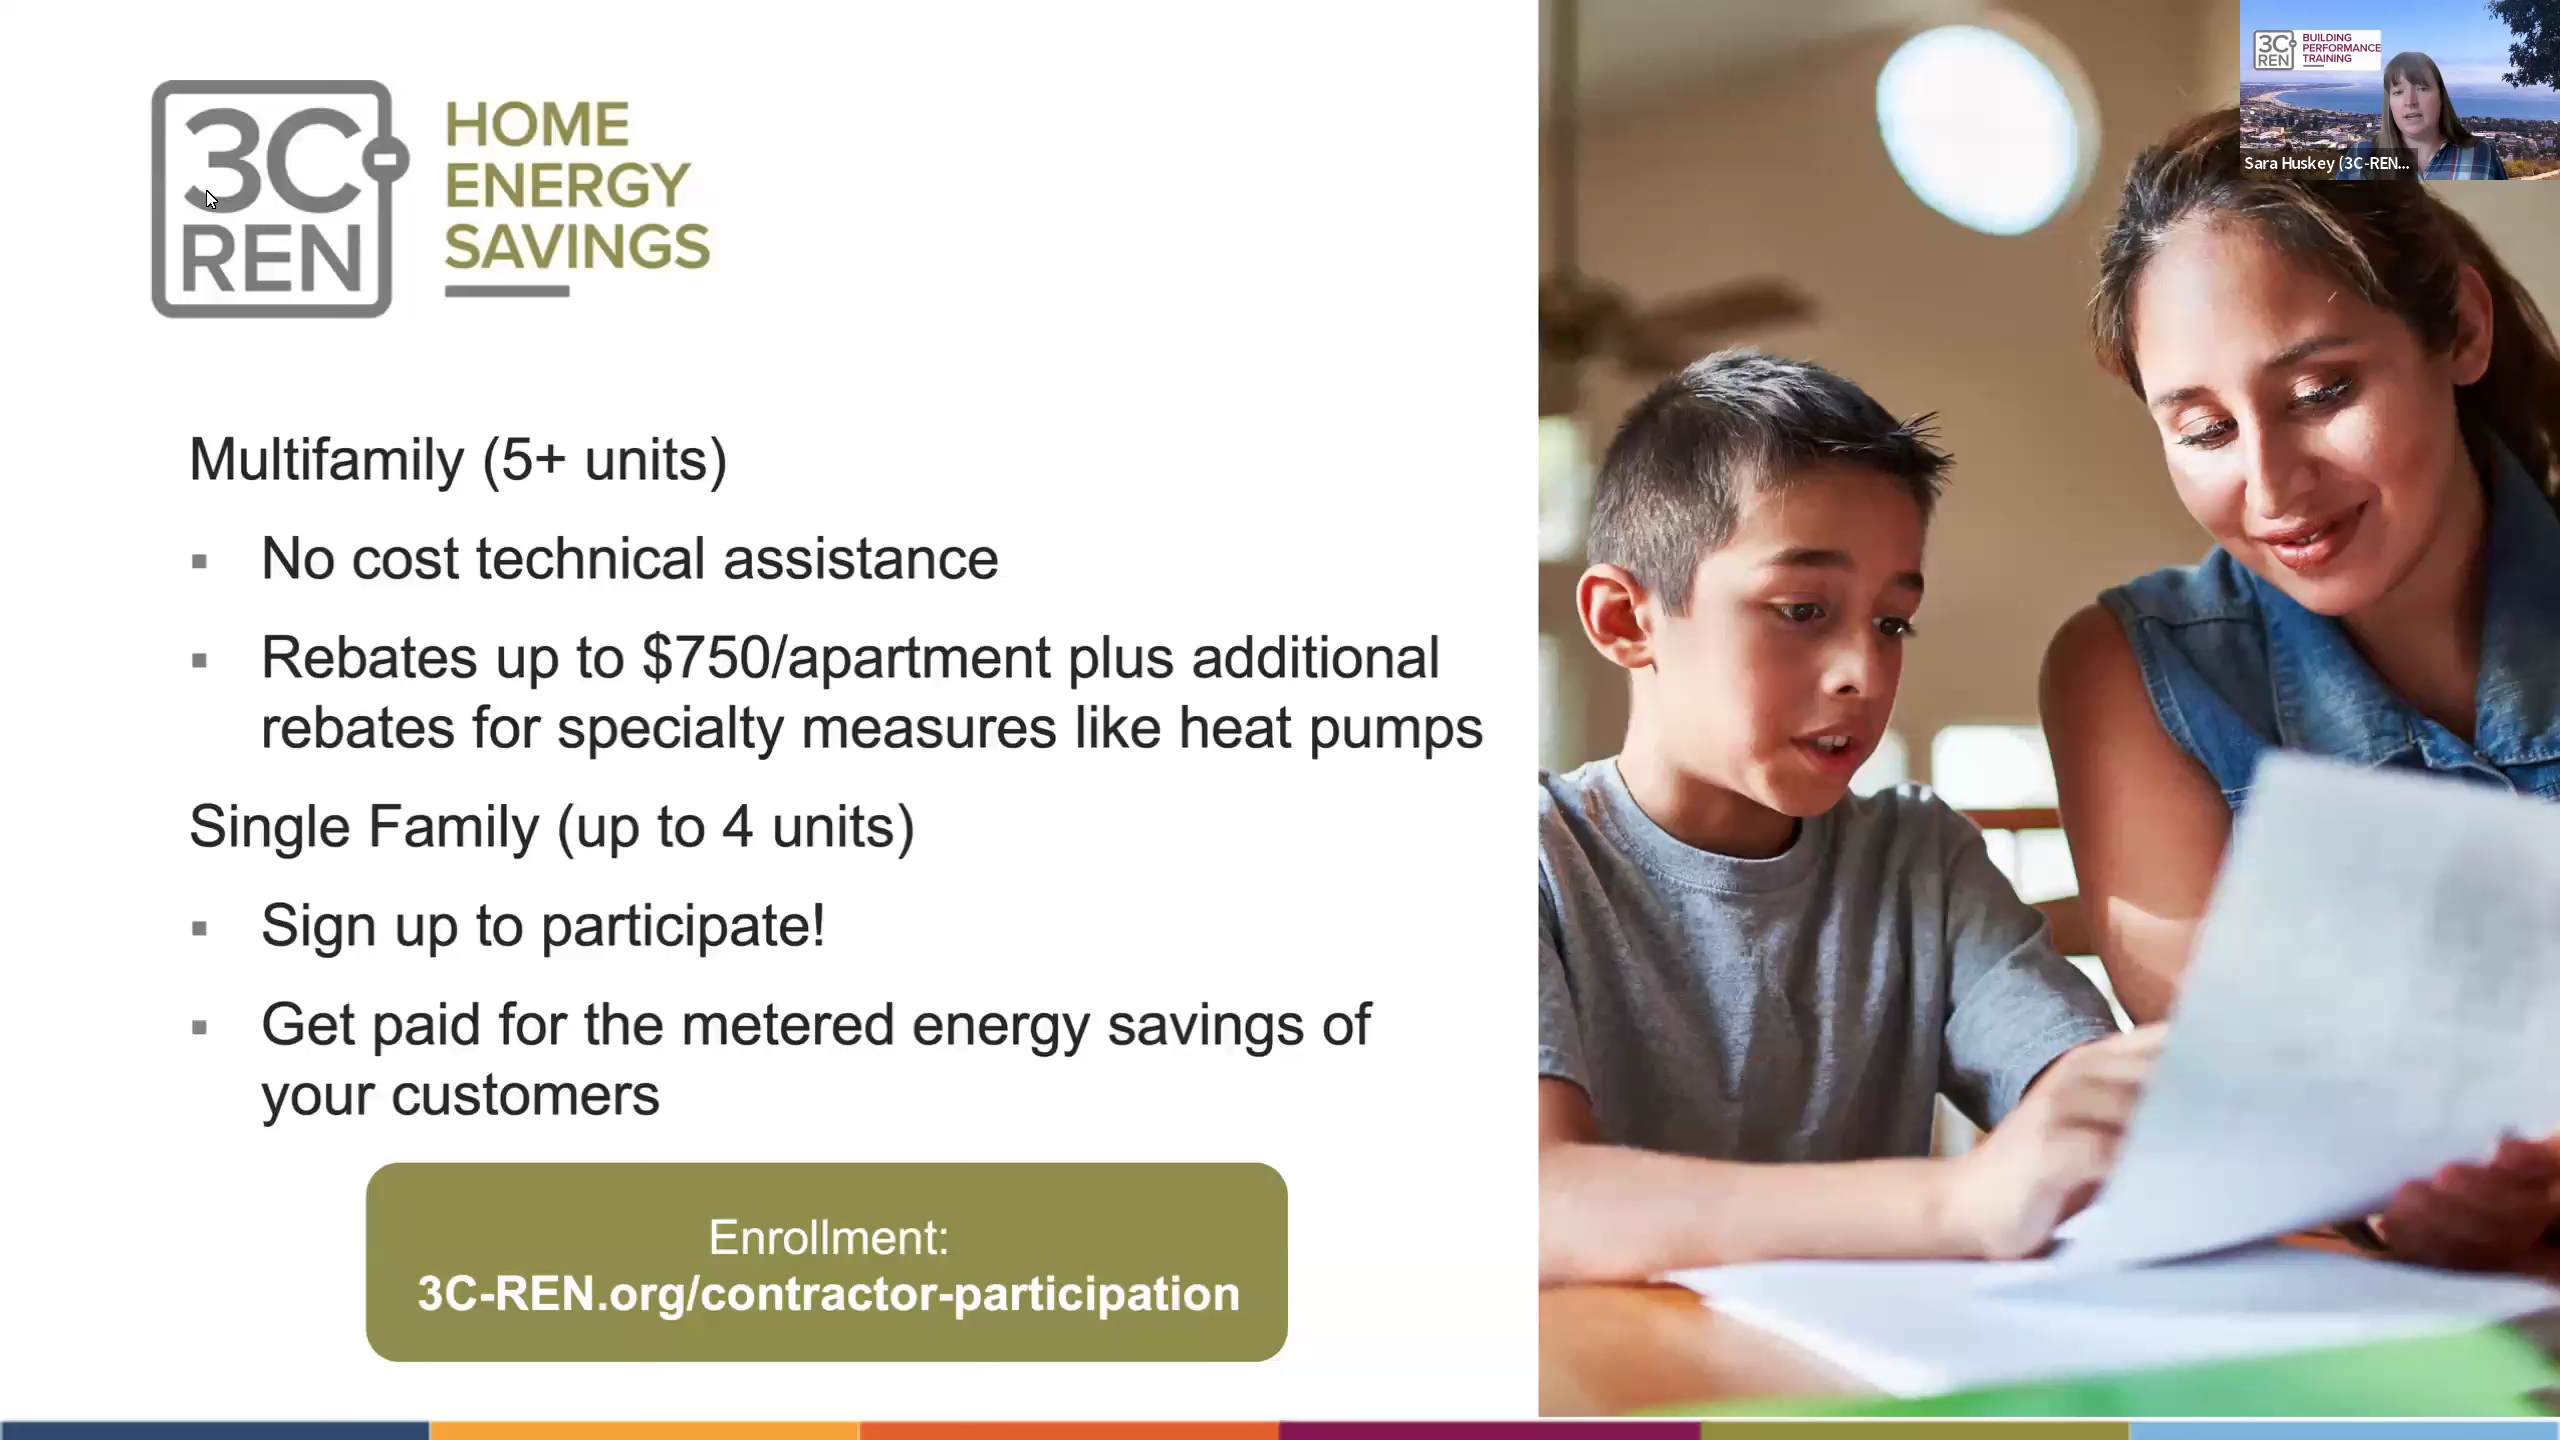 3C
REN
HOME
ENERGY
SAVINGS
Multifamily (5+ units)
▪ No cost technical assistance
▪ Rebates up to $750/apartment plus additional
rebates for specialty measures like heat pumps
Single Family (up to 4 units)
▪ Sign up to participate!
▪ Get paid for the metered energy savings of
your customers
Enrollment:
3C-REN.org/contractor-participation
3C
REN
BUILDING
PERFORMANCE
TRAINING
Sara Huskey (3C-REN...